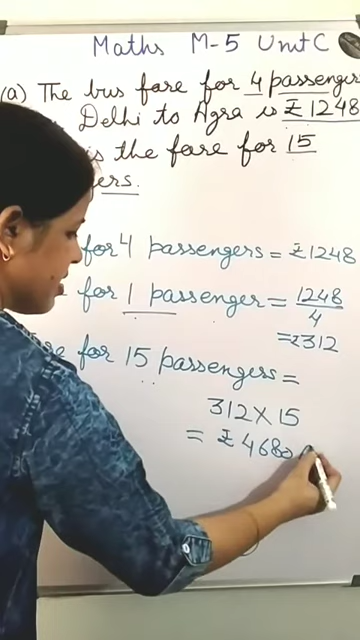 Maths M-5 Unit C
(a) The bus fare for 4 passenger
Delhi to Agra is ₹1248
is the fare for 15
ers.
for 4 passengers = ₹1248
for 1 passenger = 1248
4
= ₹312
for 15 passengers =
312 × 15
= ₹4680